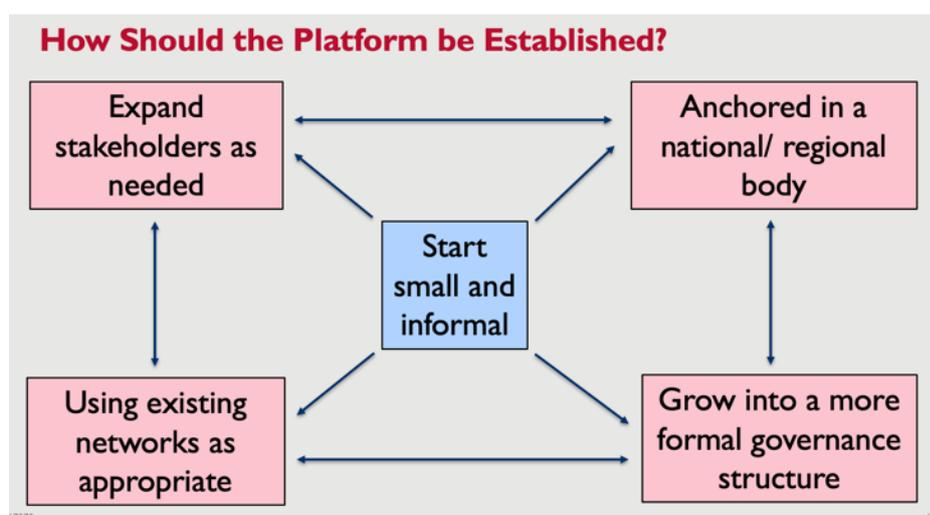 How Should the Platform be Established?
Expand
stakeholders as
needed
Anchored in a
national/ regional
body
Start
small and
informal
Using existing
networks as
appropriate
Grow into a more
formal governance
structure